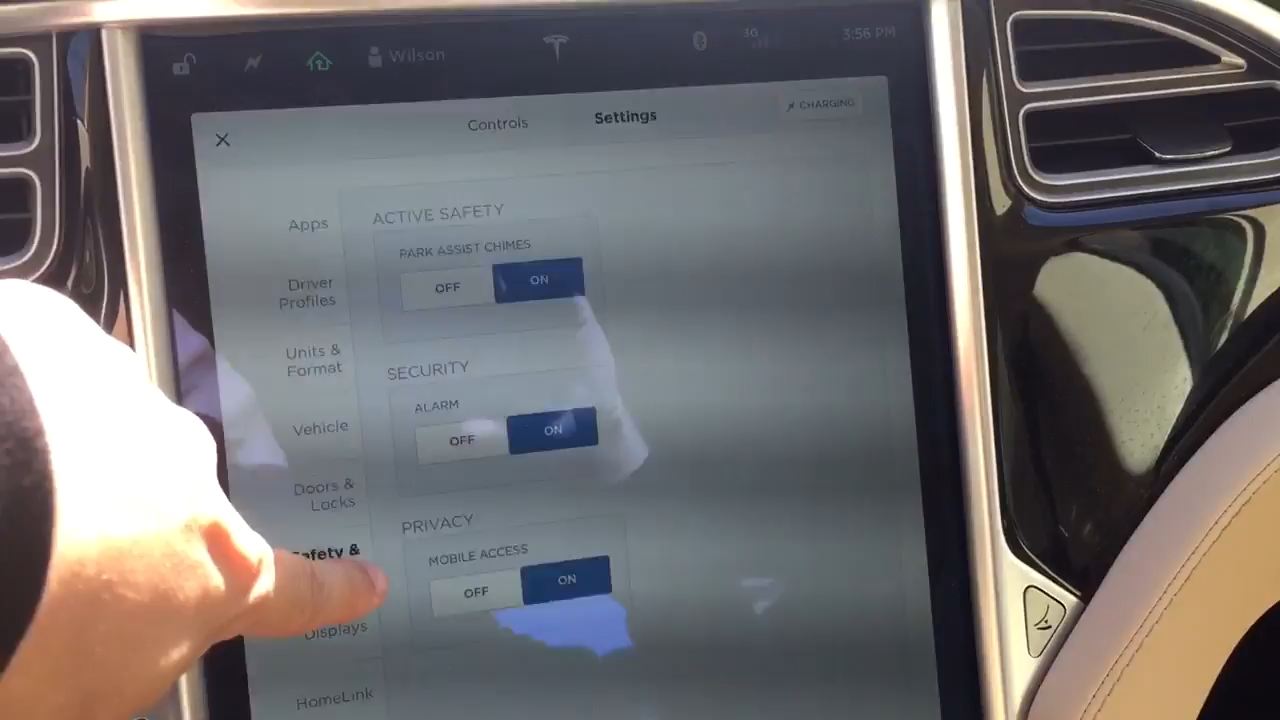 Wilson
3G
3:56 PM
Controls
Settings
CHARGING
Apps
Driver
Profiles
Units &
Format
Vehicle
Doors &
Locks
Safety &
Displays
HomeLink
ACTIVE SAFETY
PARK ASSIST CHIMES
OFF
ON
SECURITY
ALARM
OFF
ON
PRIVACY
MOBILE ACCESS
OFF
ON